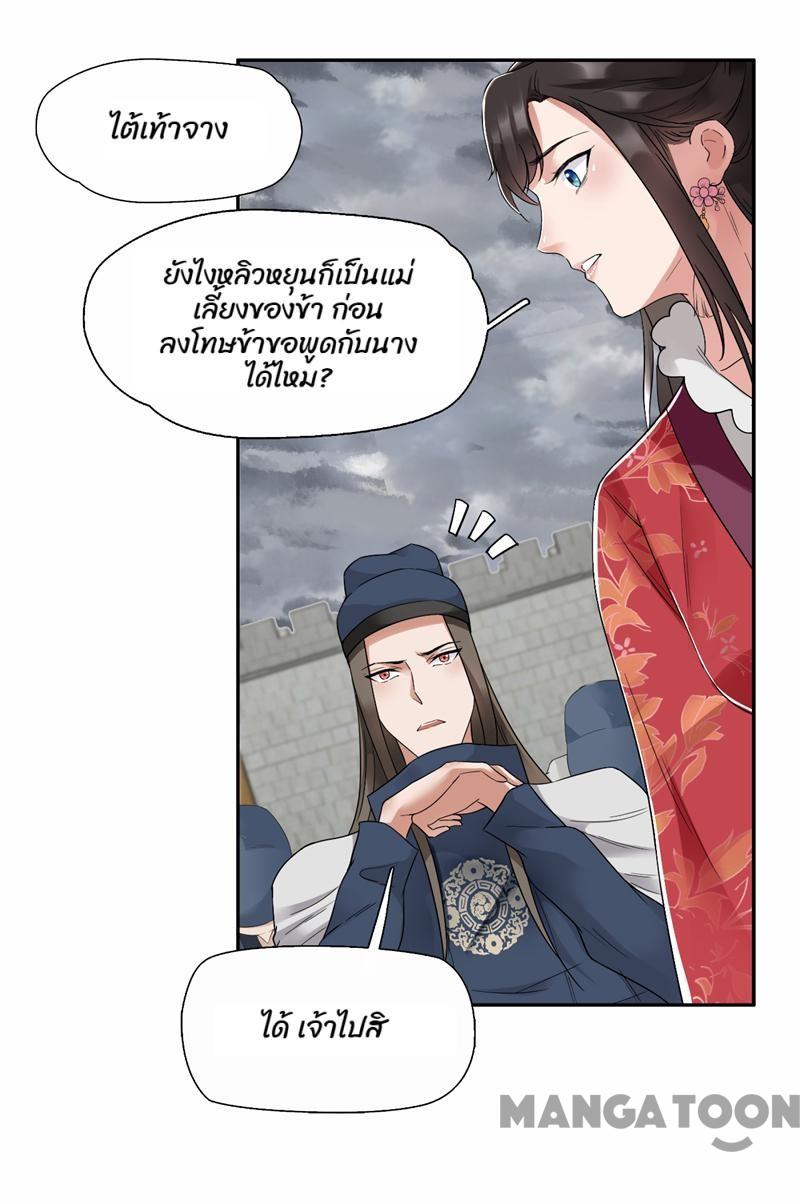 ไต้เท้าจาง
ยังไงหลิวหยุนก็เป็นแม่
เลี้ยงของข้า ก่อน
ลงโทษข้าขอพูดกับนาง
ได้ไหม?
ได้ เจ้าไปสิ
MANGATOON